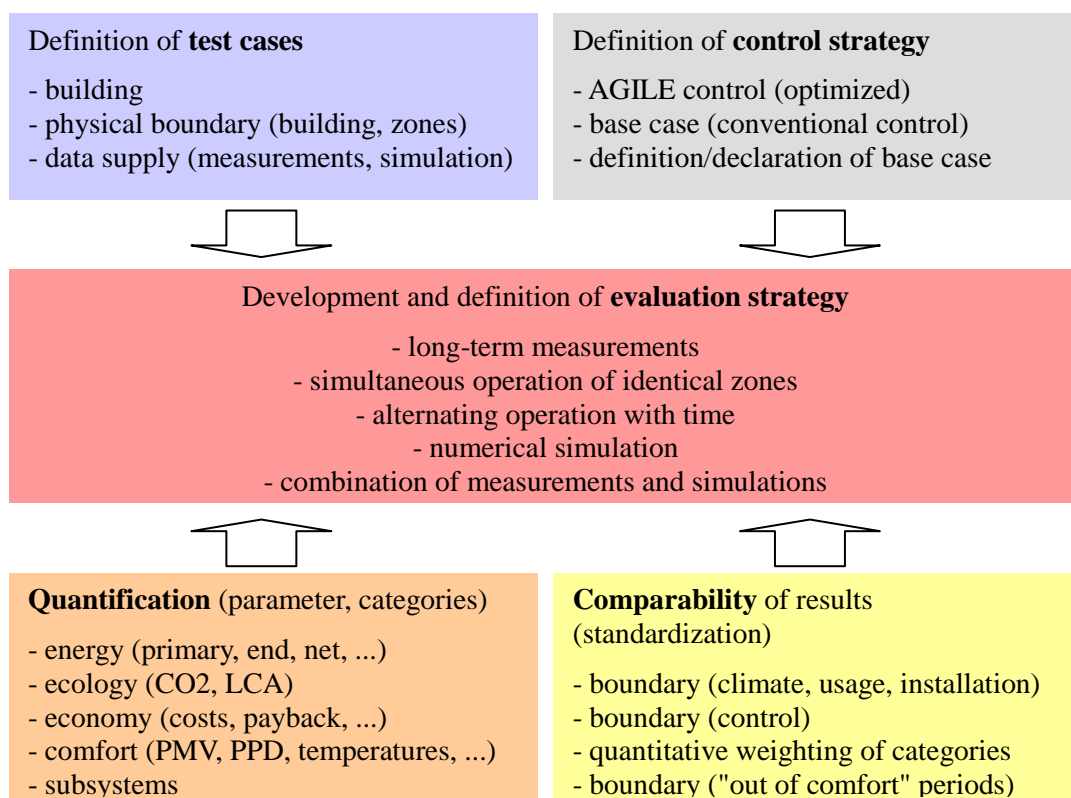 Definition of test cases
- building
- physical boundary (building, zones)
- data supply (measurements, simulation)
Definition of control strategy
- AGILE control (optimized)
- base case (conventional control)
- definition/declaration of base case
Development and definition of evaluation strategy
- long-term measurements
- simultaneous operation of identical zones
- alternating operation with time
- numerical simulation
- combination of measurements and simulations
Quantification (parameter, categories)
- energy (primary, end, net, ...)
- ecology (CO2, LCA)
- economy (costs, payback, ...)
- comfort (PMV, PPD, temperatures, ...)
- subsystems
Comparability of results
(standardization)
- boundary (climate, usage, installation)
- boundary (control)
- quantitative weighting of categories
- boundary ("out of comfort" periods)